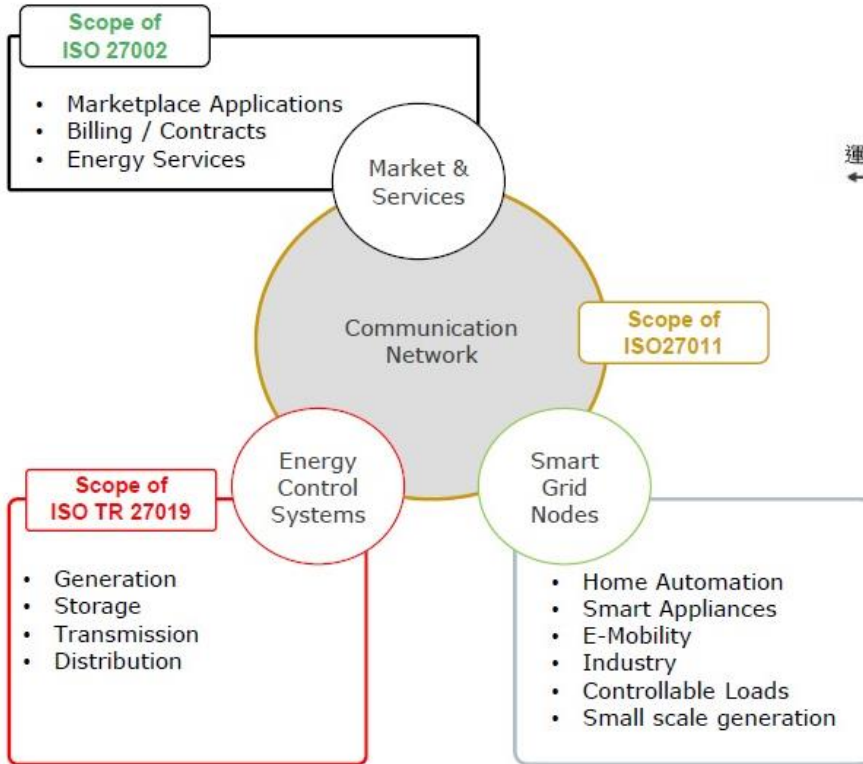 Scope of
ISO 27002
• Marketplace Applications
• Billing / Contracts
• Energy Services
Market &
Services
運
←
Communication
Network
Scope of
ISO27011
Energy
Control
Systems
Smart
Grid
Nodes
Scope of
ISO TR 27019
• Generation
• Storage
• Transmission
• Distribution
• Home Automation
• Smart Appliances
• E-Mobility
• Industry
• Controllable Loads
• Small scale generation